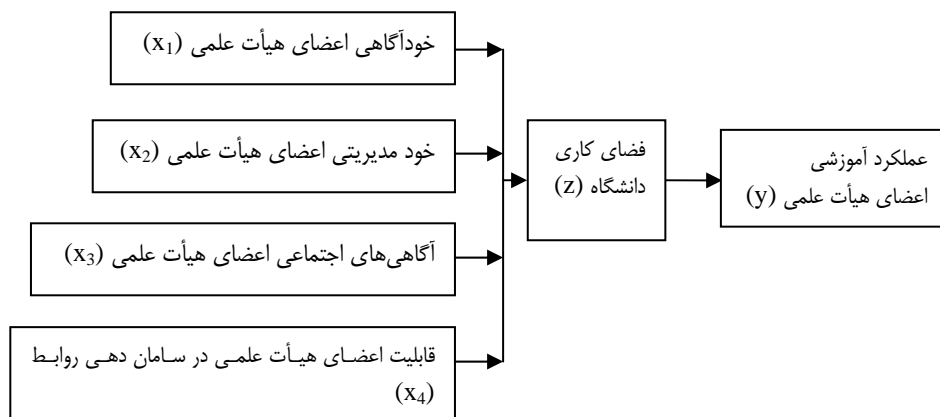 خودآگاهی اعضای هیأت علمی (x₁)
خود مدیریتی اعضای هیأت علمی (x₂)
آگاهی‌های اجتماعی اعضای هیأت علمی (x₃)
قابلیت اعضـای هیـأت علمـی در سـامان دهـی روابـط
(x₄)
فضای کاری
دانشگاه (z)
عملکرد آموزشی
اعضای هیأت علمی (y)